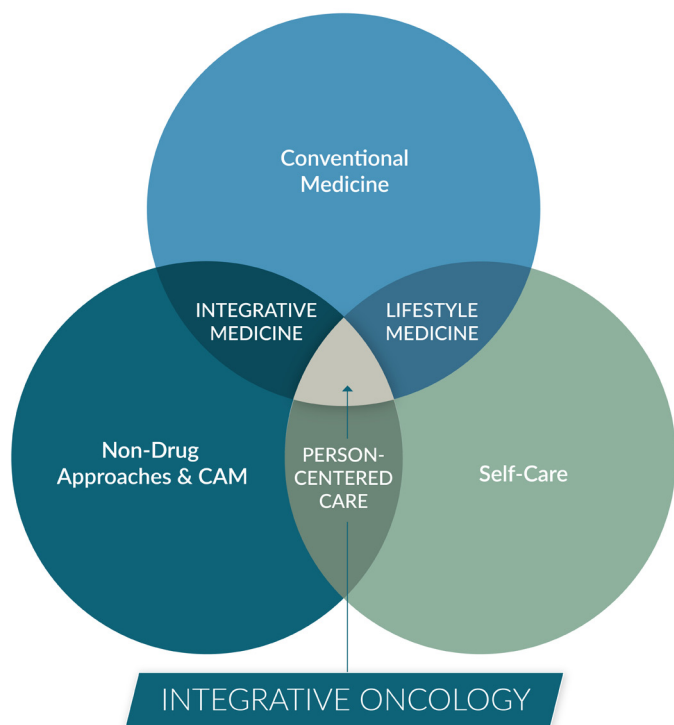 Conventional
Medicine
INTEGRATIVE
MEDICINE
LIFESTYLE
MEDICINE
Non-Drug
Approaches & CAM
PERSON-
CENTERED
CARE
Self-Care
INTEGRATIVE ONCOLOGY